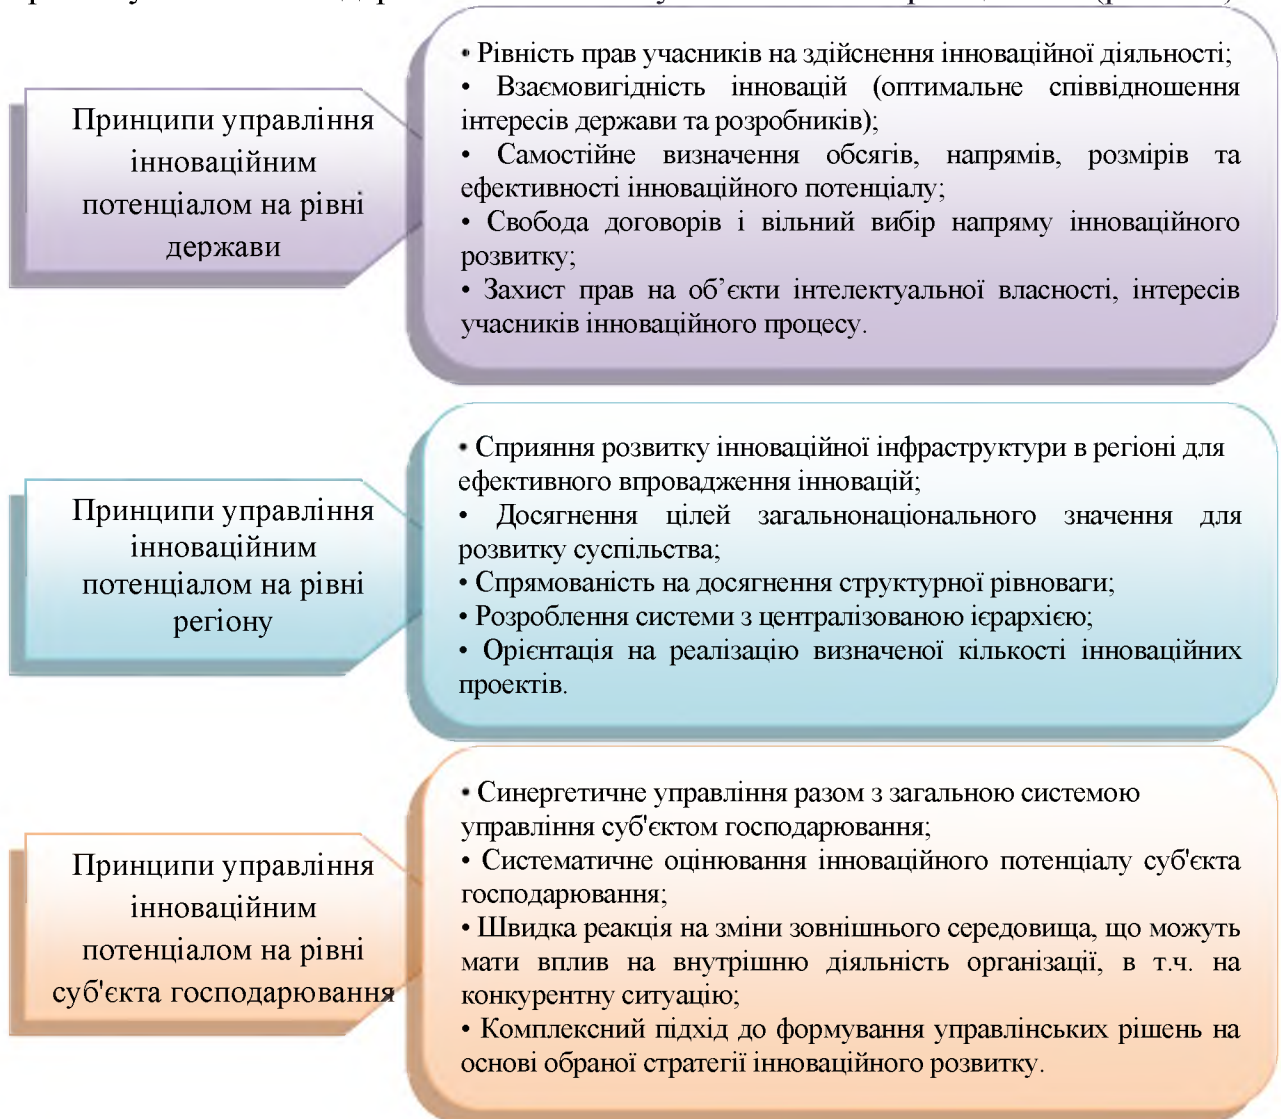 Принципи управління
інноваційним
потенціалом на рівні
держави
• Рівність прав учасників на здійснення інноваційної діяльності;
• Взаємовигідність інновацій (оптимальне співвідношення
інтересів держави та розробників);
• Самостійне визначення обсягів, напрямів, розмірів та
ефективності інноваційного потенціалу;
• Свобода договорів і вільний вибір напряму інноваційного
розвитку;
• Захист прав на об’єкти інтелектуальної власності, інтересів
учасників інноваційного процесу.
Принципи управління
інноваційним
потенціалом на рівні
регіону
• Сприяння розвитку інноваційної інфраструктури в регіоні для
ефективного впровадження інновацій;
• Досягнення цілей загальнонаціонального значення для
розвитку суспільства;
• Спрямованість на досягнення структурної рівноваги;
• Розроблення системи з централізованою ієрархією;
• Орієнтація на реалізацію визначеної кількості інноваційних
проектів.
Принципи управління
інноваційним
потенціалом на рівні
суб'єкта господарювання
• Синергетичне управління разом з загальною системою
управління суб'єктом господарювання;
• Систематичне оцінювання інноваційного потенціалу суб'єкта
господарювання;
• Швидка реакція на зміни зовнішнього середовища, що можуть
мати вплив на внутрішню діяльність організації, в т.ч. на
конкурентну ситуацію;
• Комплексний підхід до формування управлінських рішень на
основі обраної стратегії інноваційного розвитку.